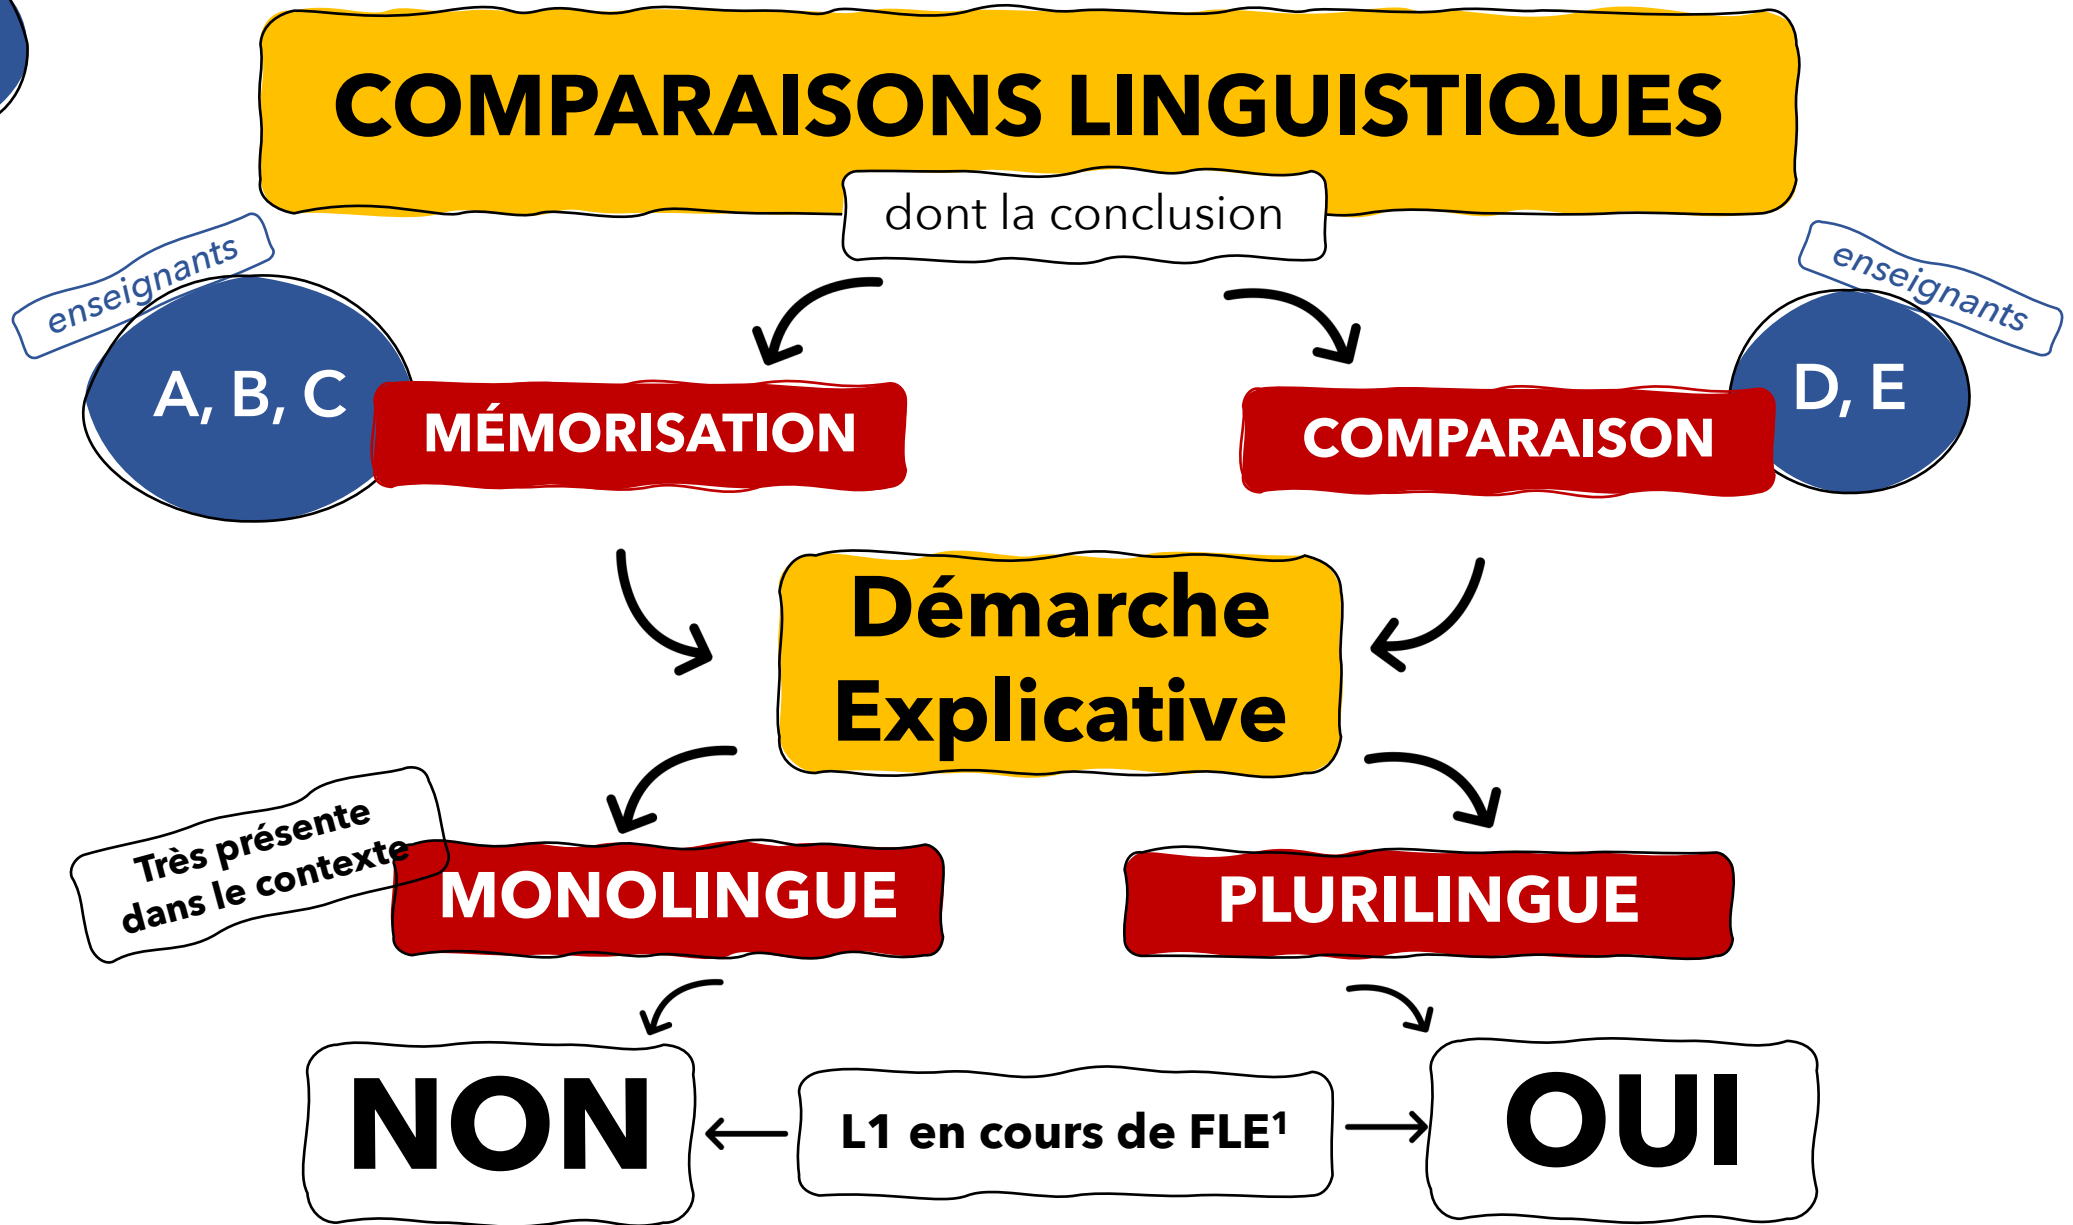 COMPARAISONS LINGUISTIQUES
dont la conclusion
enseignants
A, B, C
MÉMORISATION
enseignants
D, E
COMPARAISON
Démarche
Explicative
Très présente
dans le contexte
MONOLINGUE
PLURILINGUE
NON
L1 en cours de FLE¹
OUI